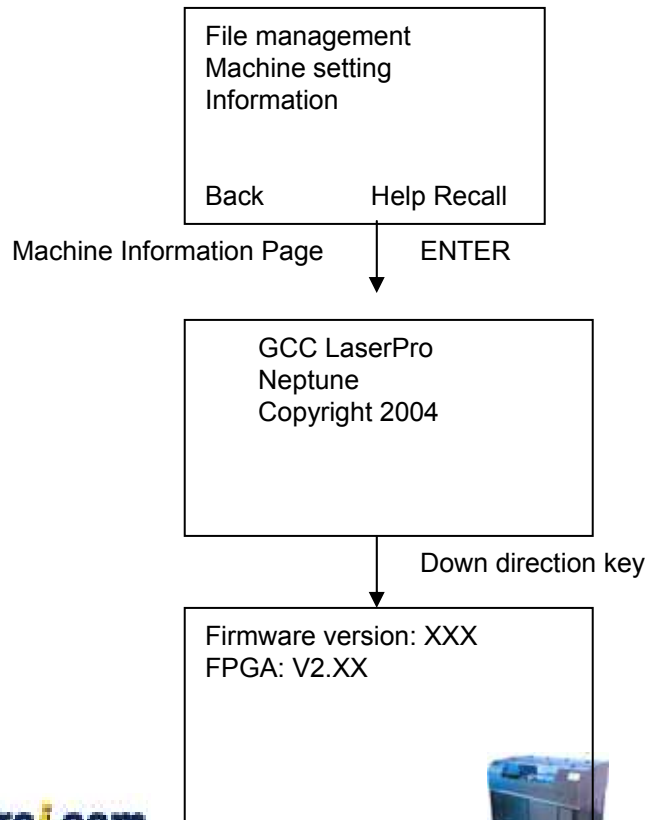 File management
Machine setting
Information
Back Help Recall
Machine Information Page ENTER
GCC LaserPro
Neptune
Copyright 2004
Down direction key
Firmware version: XXX
FPGA: V2.XX